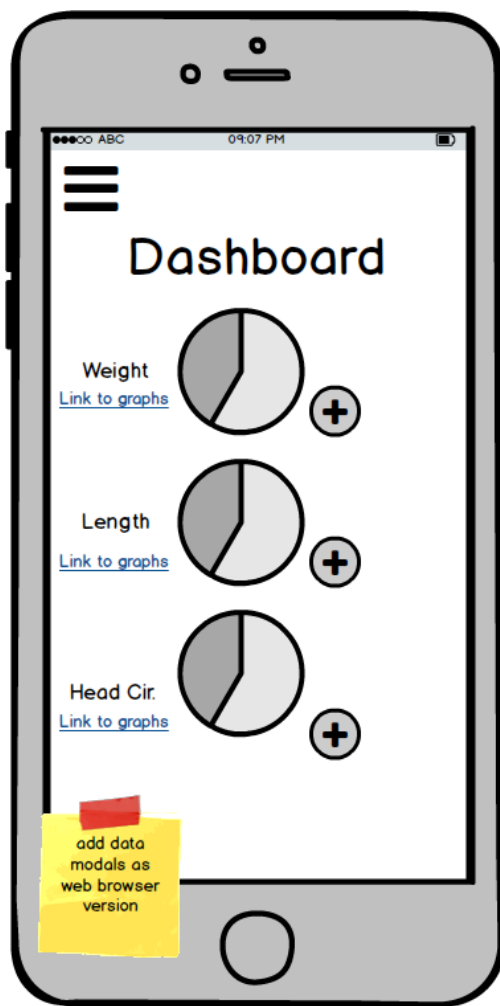 ABC 09:07 PM
Dashboard
Weight
Link to graphs
Length
Link to graphs
Head Cir.
Link to graphs
add data
modals as
web browser
version